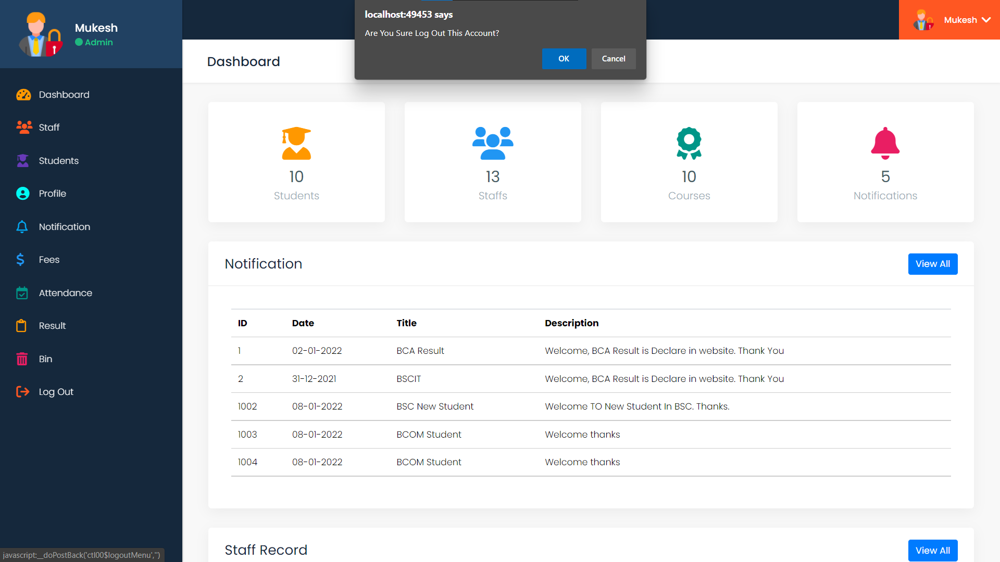 Mukesh
Admin
Dashboard
Staff
Students
Profile
Notification
Fees
Attendance
Result
Bin
Log Out
javascript:__doPostBack('ctl00$logoutMenu','')
localhost:49453 says
Are You Sure Log Out This Account?
OK Cancel
Mukesh
Dashboard
10 13 10 5
Students Staffs Courses Notifications
Notification View All
ID Date Title Description
1 02-01-2022 BCA Result Welcome, BCA Result is Declare in website. Thank You
2 31-12-2021 BSCIT Welcome, BCA Result is Declare in website. Thank You
1002 08-01-2022 BSC New Student Welcome TO New Student In BSC. Thanks.
1003 08-01-2022 BCOM Student Welcome thanks
1004 08-01-2022 BCOM Student Welcome thanks
Staff Record View All